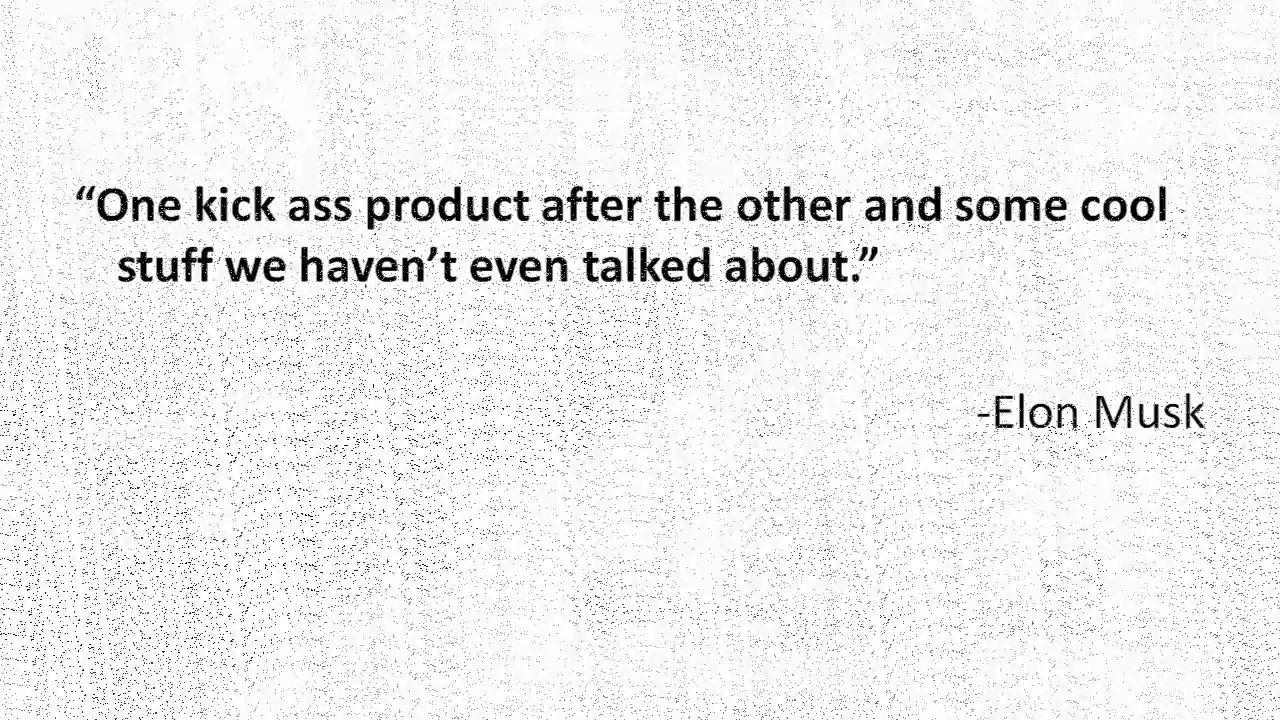 “One kick ass product after the other and some cool
stuff we haven’t even talked about.”
-Elon Musk